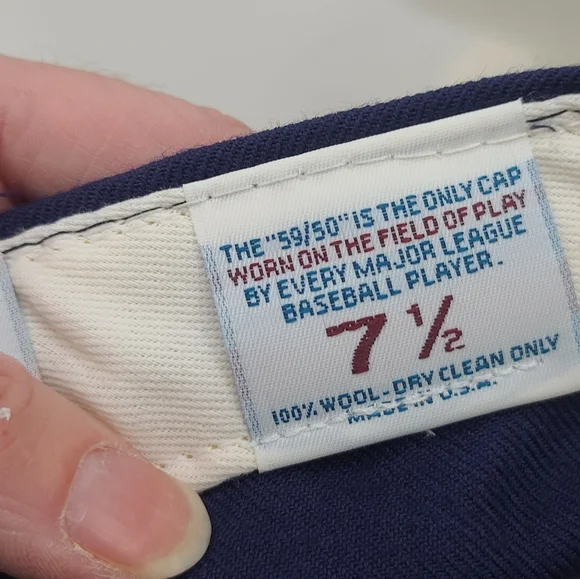 THE "59/50" IS THE ONLY CAP
WORN ON THE FIELD OF PLAY
BY EVERY MAJOR LEAGUE
BASEBALL PLAYER.
7 1/2
100% WOOL-DRY CLEAN ONLY
MADE IN U.S.A.